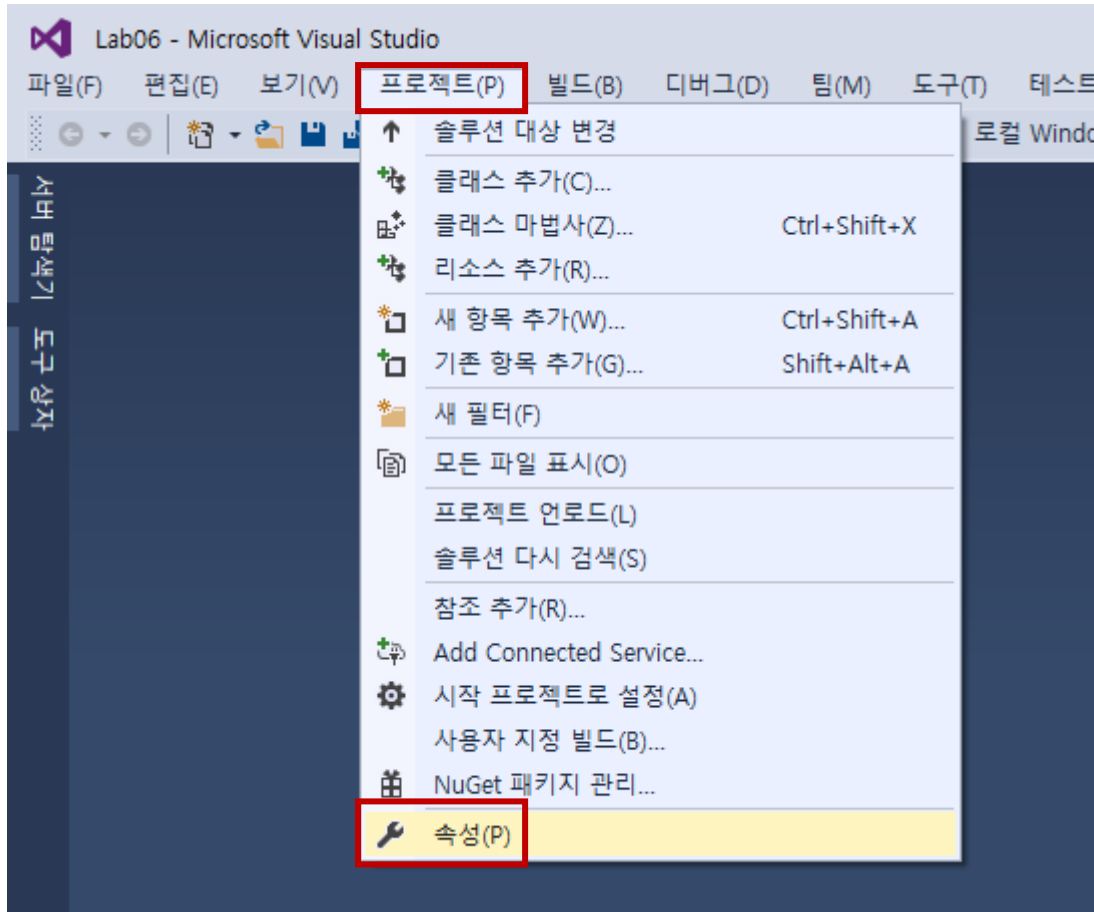 Lab06 - Microsoft Visual Studio
파일(F) 편집(E) 보기(V) 프로젝트(P) 빌드(B) 디버그(D) 팀(M) 도구(T) 테스트
로컬 Windo
솔루션 대상 변경
클래스 추가(C)...
클래스 마법사(Z)... Ctrl+Shift+X
리소스 추가(R)...
새 항목 추가(W)... Ctrl+Shift+A
기존 항목 추가(G)... Shift+Alt+A
새 필터(F)
모든 파일 표시(O)
프로젝트 언로드(L)
솔루션 다시 검색(S)
참조 추가(R)...
Add Connected Service...
시작 프로젝트로 설정(A)
사용자 지정 빌드(B)...
NuGet 패키지 관리...
속성(P)
서버 탐색기
도구 상자